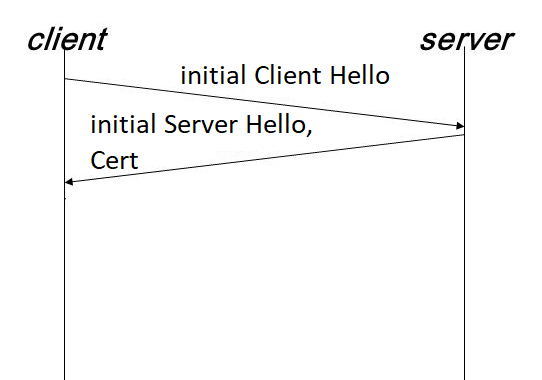 client
server
initial Client Hello
initial Server Hello,
Cert